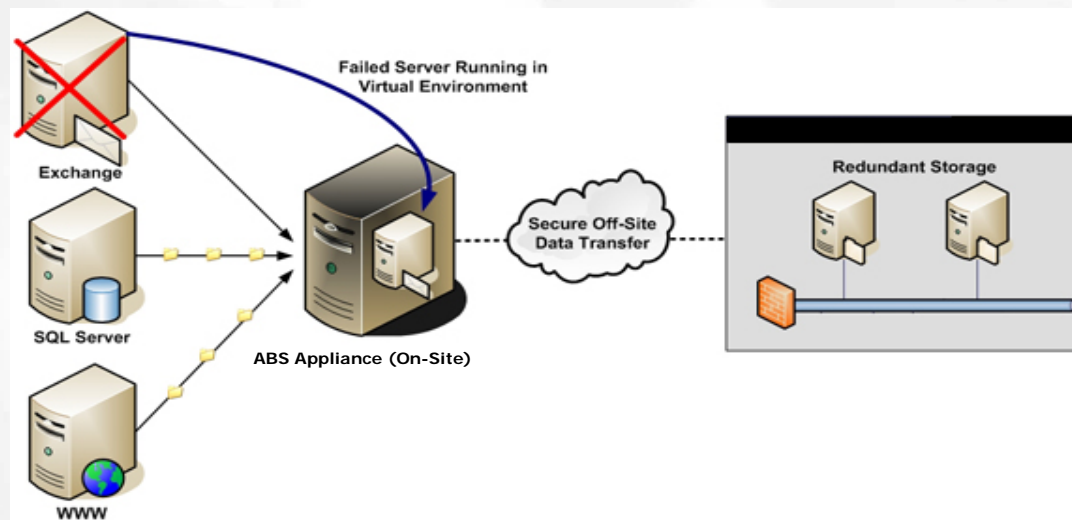 Failed Server Running in
Virtual Environment
Exchange
Redundant Storage
Secure Off-Site
Data Transfer
SQL Server
ABS Appliance (On-Site)
WWW